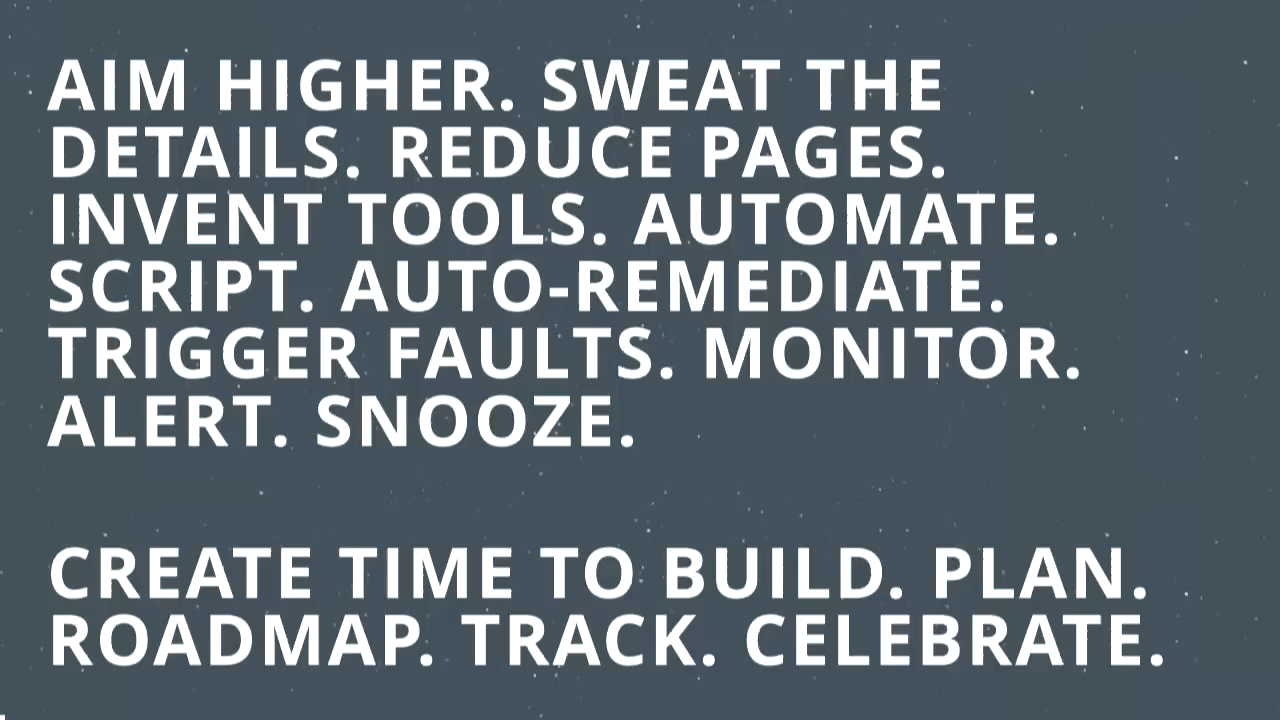 AIM HIGHER. SWEAT THE
DETAILS. REDUCE PAGES.
INVENT TOOLS. AUTOMATE.
SCRIPT. AUTO-REMEDIATE.
TRIGGER FAULTS. MONITOR.
ALERT. SNOOZE.
CREATE TIME TO BUILD. PLAN.
ROADMAP. TRACK. CELEBRATE.